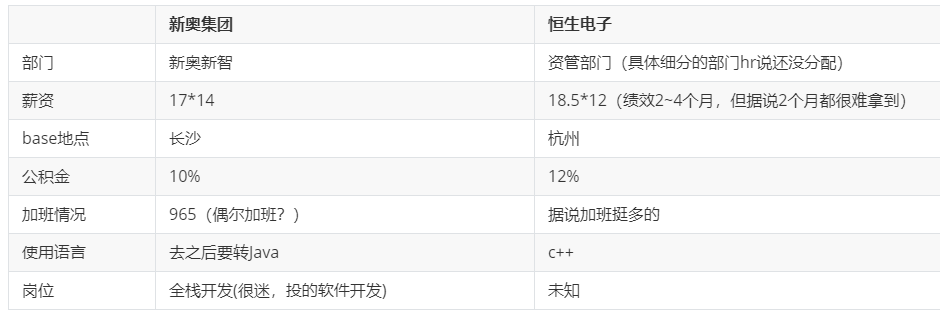 新奥集团 恒生电子
部门 新奥新智 资管部门（具体细分的部门hr说还没分配）
薪资 17*14 18.5*12（绩效2~4个月，但据说2个月都很难拿到）
base地点 长沙 杭州
公积金 10% 12%
加班情况 965（偶尔加班？) 据说加班挺多的
使用语言 去之后要转Java c++
岗位 全栈开发(很迷，投的软件开发) 未知